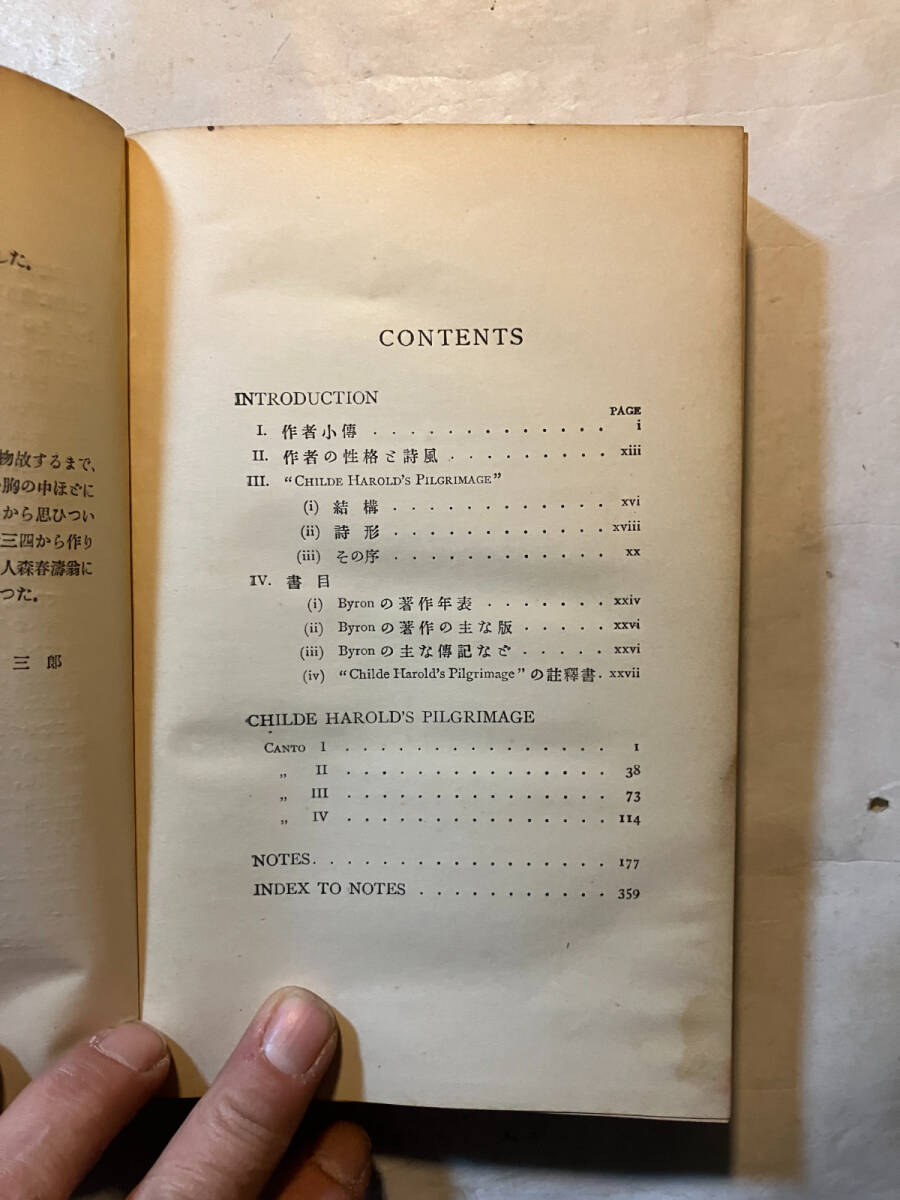 した。
物故するまで、
胸の中ほどに
から思ひつい
三四から作り
人森春濤翁に
つた。
三郎
CONTENTS
INTRODUCTION
PAGE
I. 作者小傳 . . . . . . . . . . . . . i
II. 作者の性格と詩風 . . . . . . . . . xiii
III. “CHILDE HAROLD'S PILGRIMAGE”
(i) 結構 . . . . . . . . . . . . xvi
(ii) 詩形 . . . . . . . . . . . . xviii
(iii) その序 . . . . . . . . . . . . xx
IV. 書目
(i) Byron の著作年表 . . . . . . . xxiv
(ii) Byron の著作の主な版 . . . . . xxvi
(iii) Byron の主な傳記など . . . . . xxvi
(iv) “Childe Harold's Pilgrimage” の註釋書 . xxvii
CHILDE HAROLD'S PILGRIMAGE
CANTO I . . . . . . . . . . . . . . . 1
„ II . . . . . . . . . . . . . . . 38
„ III . . . . . . . . . . . . . . . 73
„ IV . . . . . . . . . . . . . . . 114
NOTES . . . . . . . . . . . . . . . . . 177
INDEX TO NOTES . . . . . . . . . . . 359